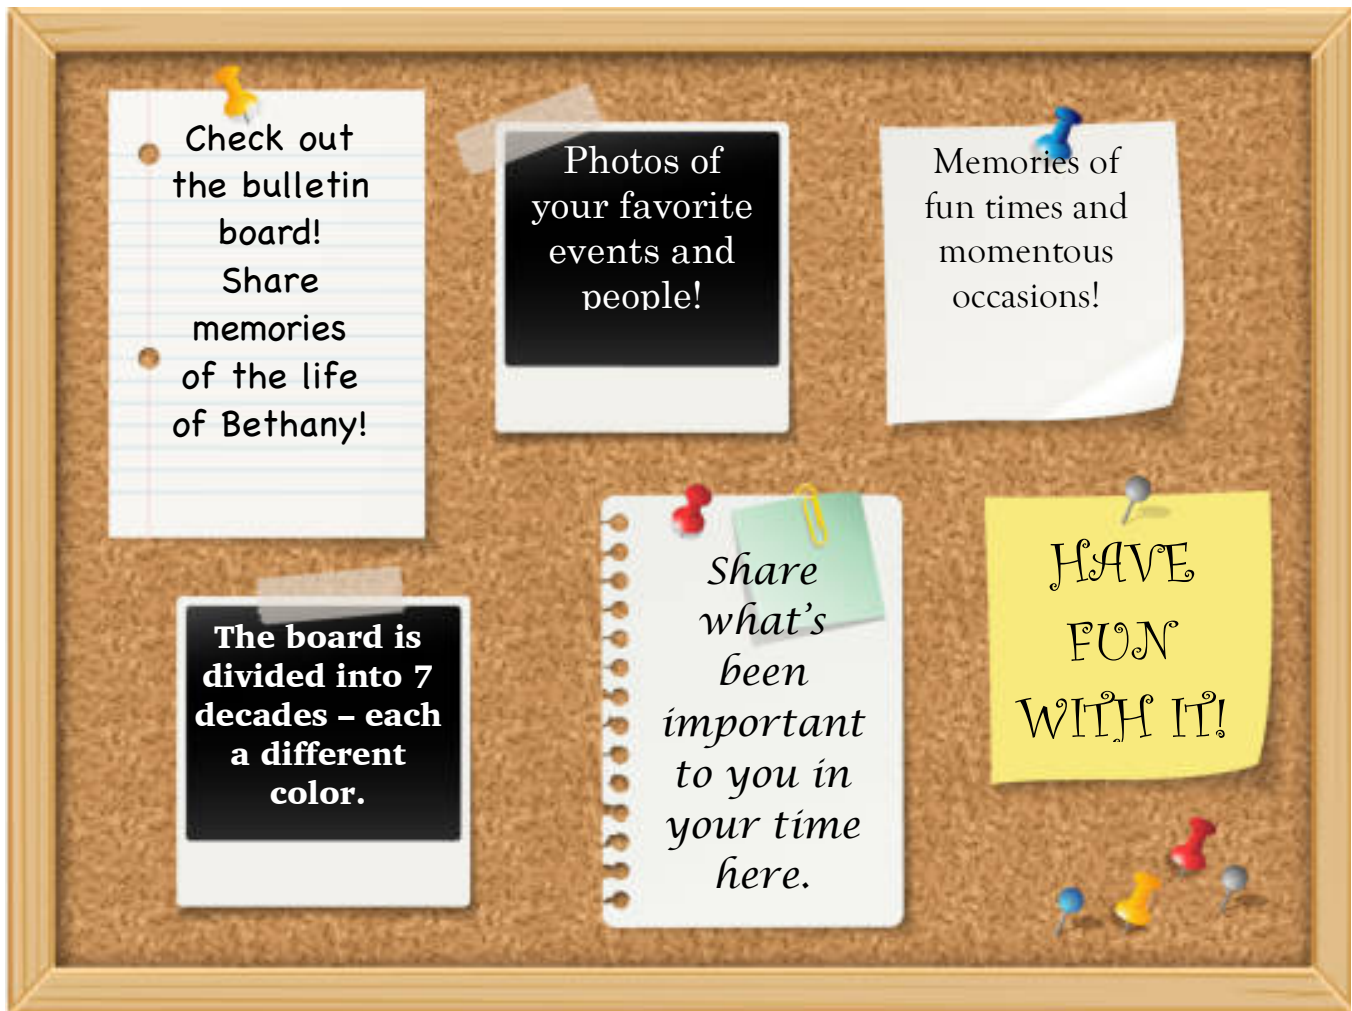 Check out
the bulletin
board!
Share
memories
of the life
of Bethany!
Photos of
your favorite
events and
people!
Memories of
fun times and
momentous
occasions!
The board is
divided into 7
decades – each
a different
color.
Share
what’s
been
important
to you in
your time
here.
HAVE
FUN
WITH IT!